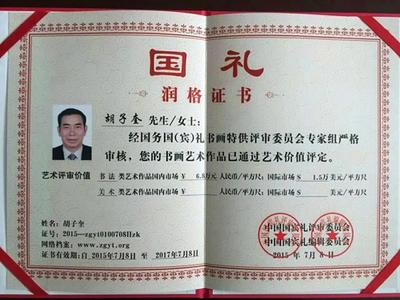 国礼
润格证书
胡子奎 先生/女士:
经国务国(宾)礼书画特供评审委员会专家组严格
审核,您的书画艺术作品已通过艺术价值评定。
艺术评审价值
书 法 类艺术作品国内市场 ¥ 6.8万元 人民币/平方尺; 国际市场 $ 1.5万 美元/平方尺
美 术 类艺术作品国内市场 ¥ 人民币/平方尺; 国际市场 $ 美元/平方尺
姓名:胡子奎
证号:2015—zgyt0100708Hzk
网络档案:www.zgyt.org
证书有效期:自2015年7月8日至2017年7月8日
中国国宾礼评审委员会
中国国宾礼编辑委员会
2015 年 7月 8 日